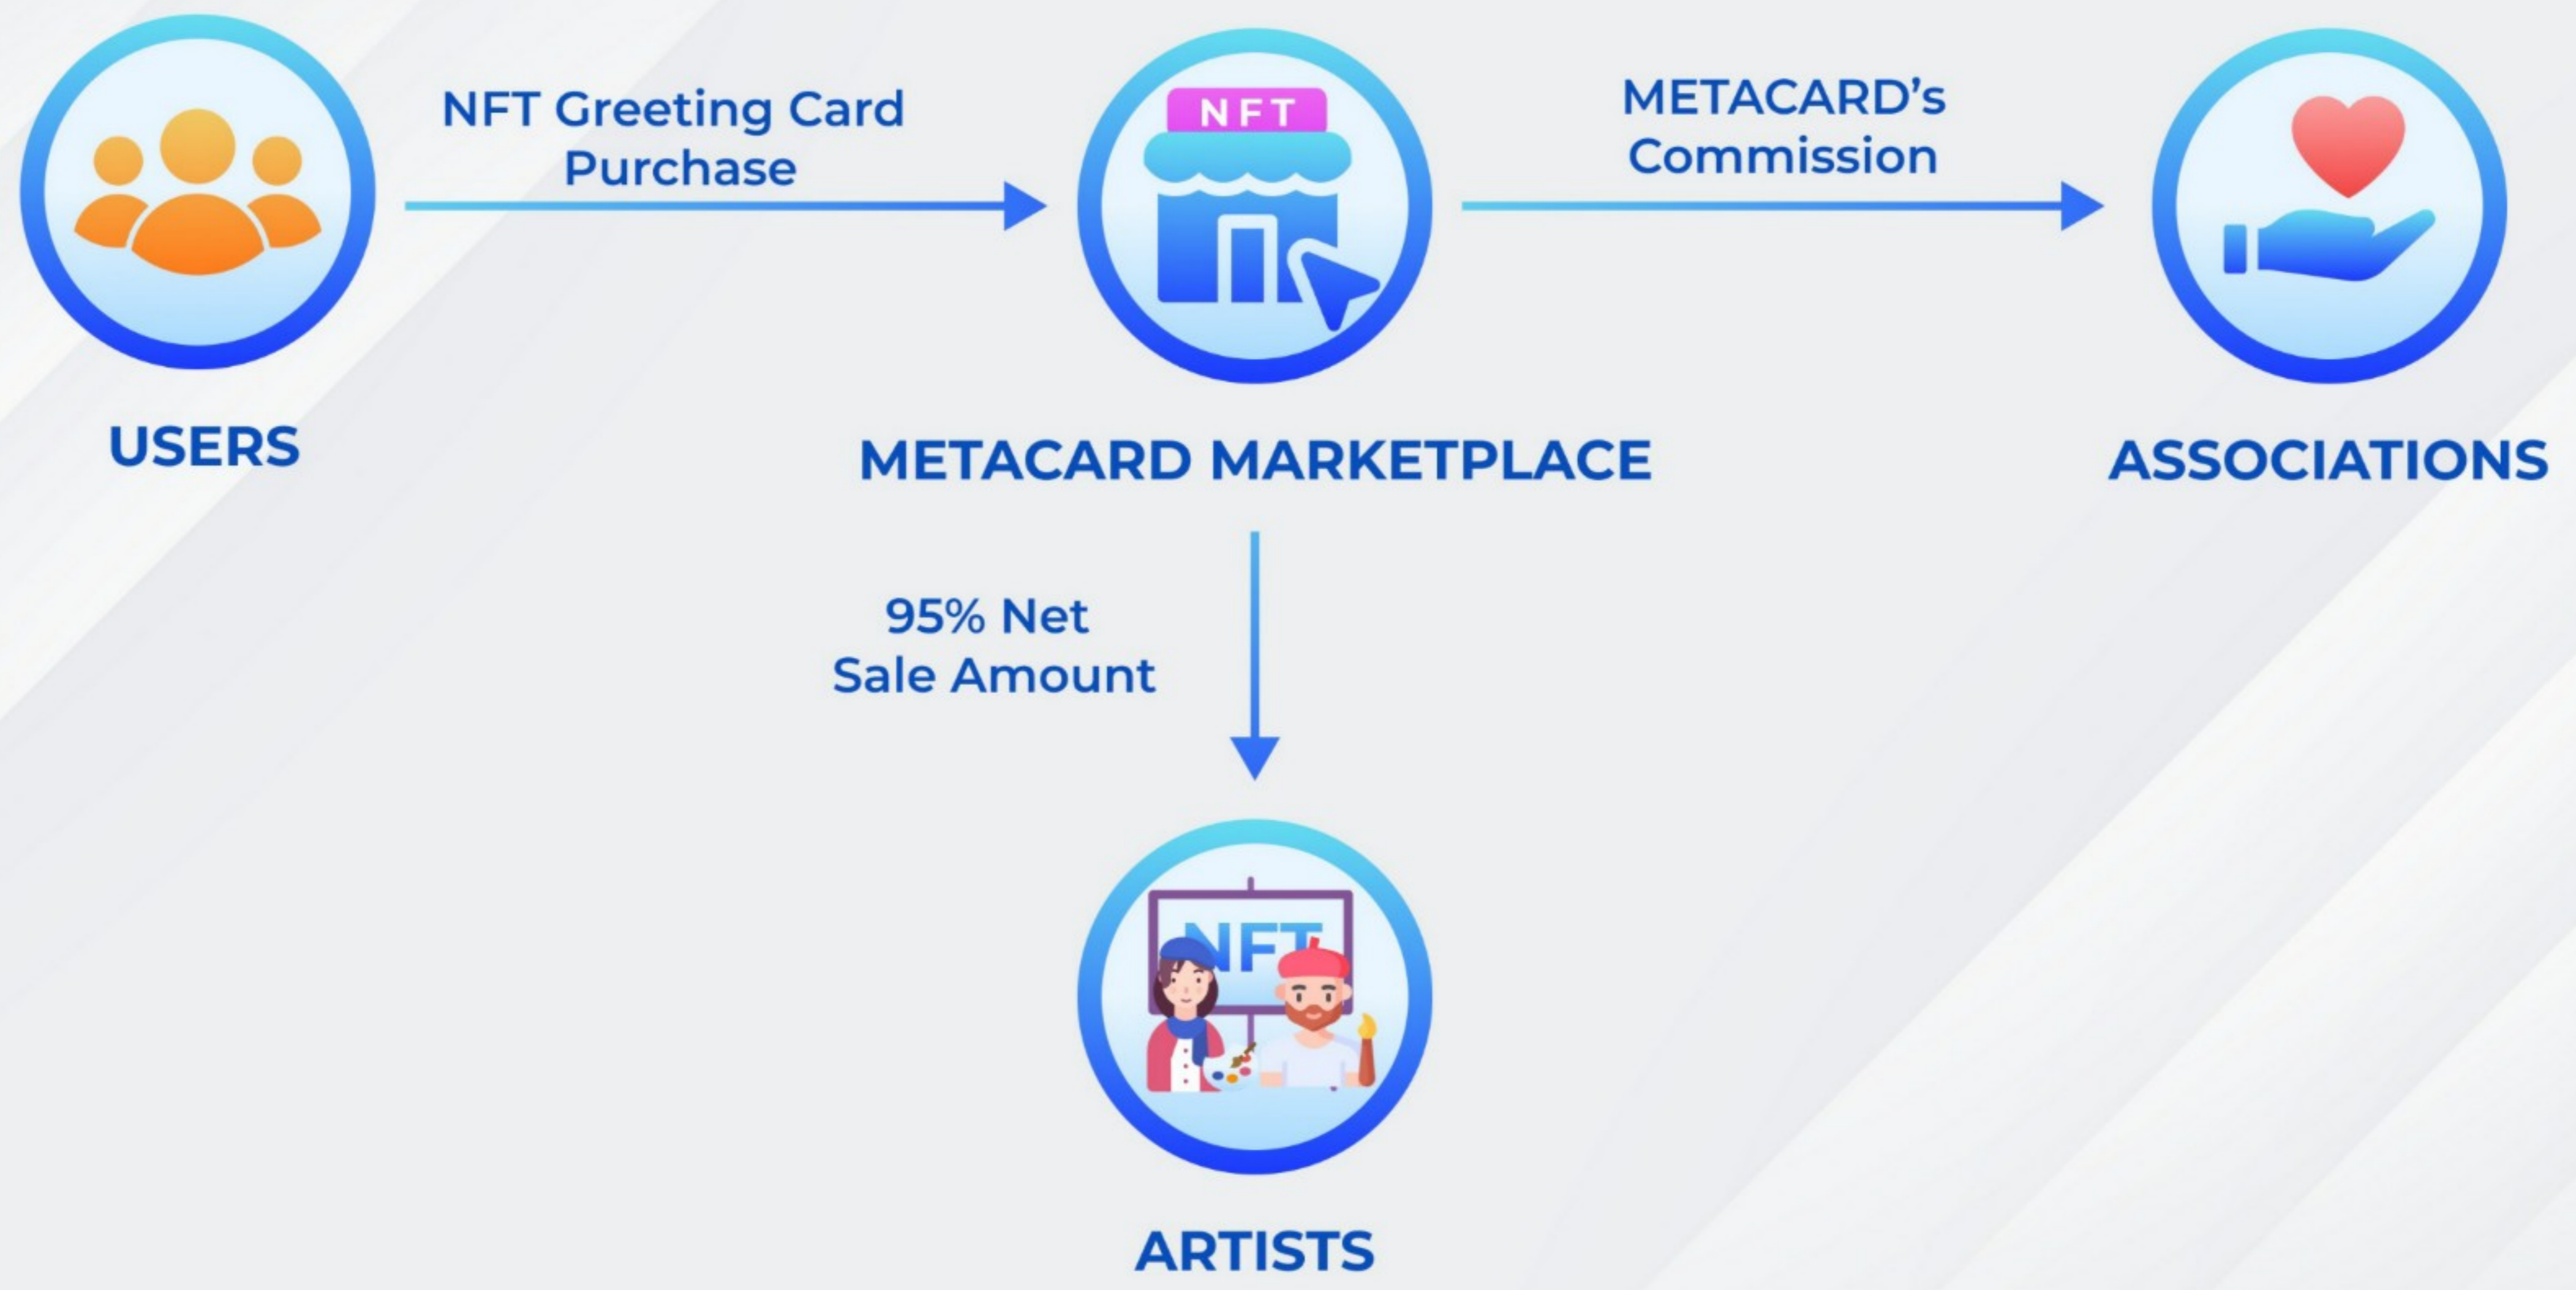 NFT Greeting Card
Purchase
NFT
METACARD's
Commission
USERS
METACARD MARKETPLACE
ASSOCIATIONS
95% Net
Sale Amount
NFT
ARTISTS